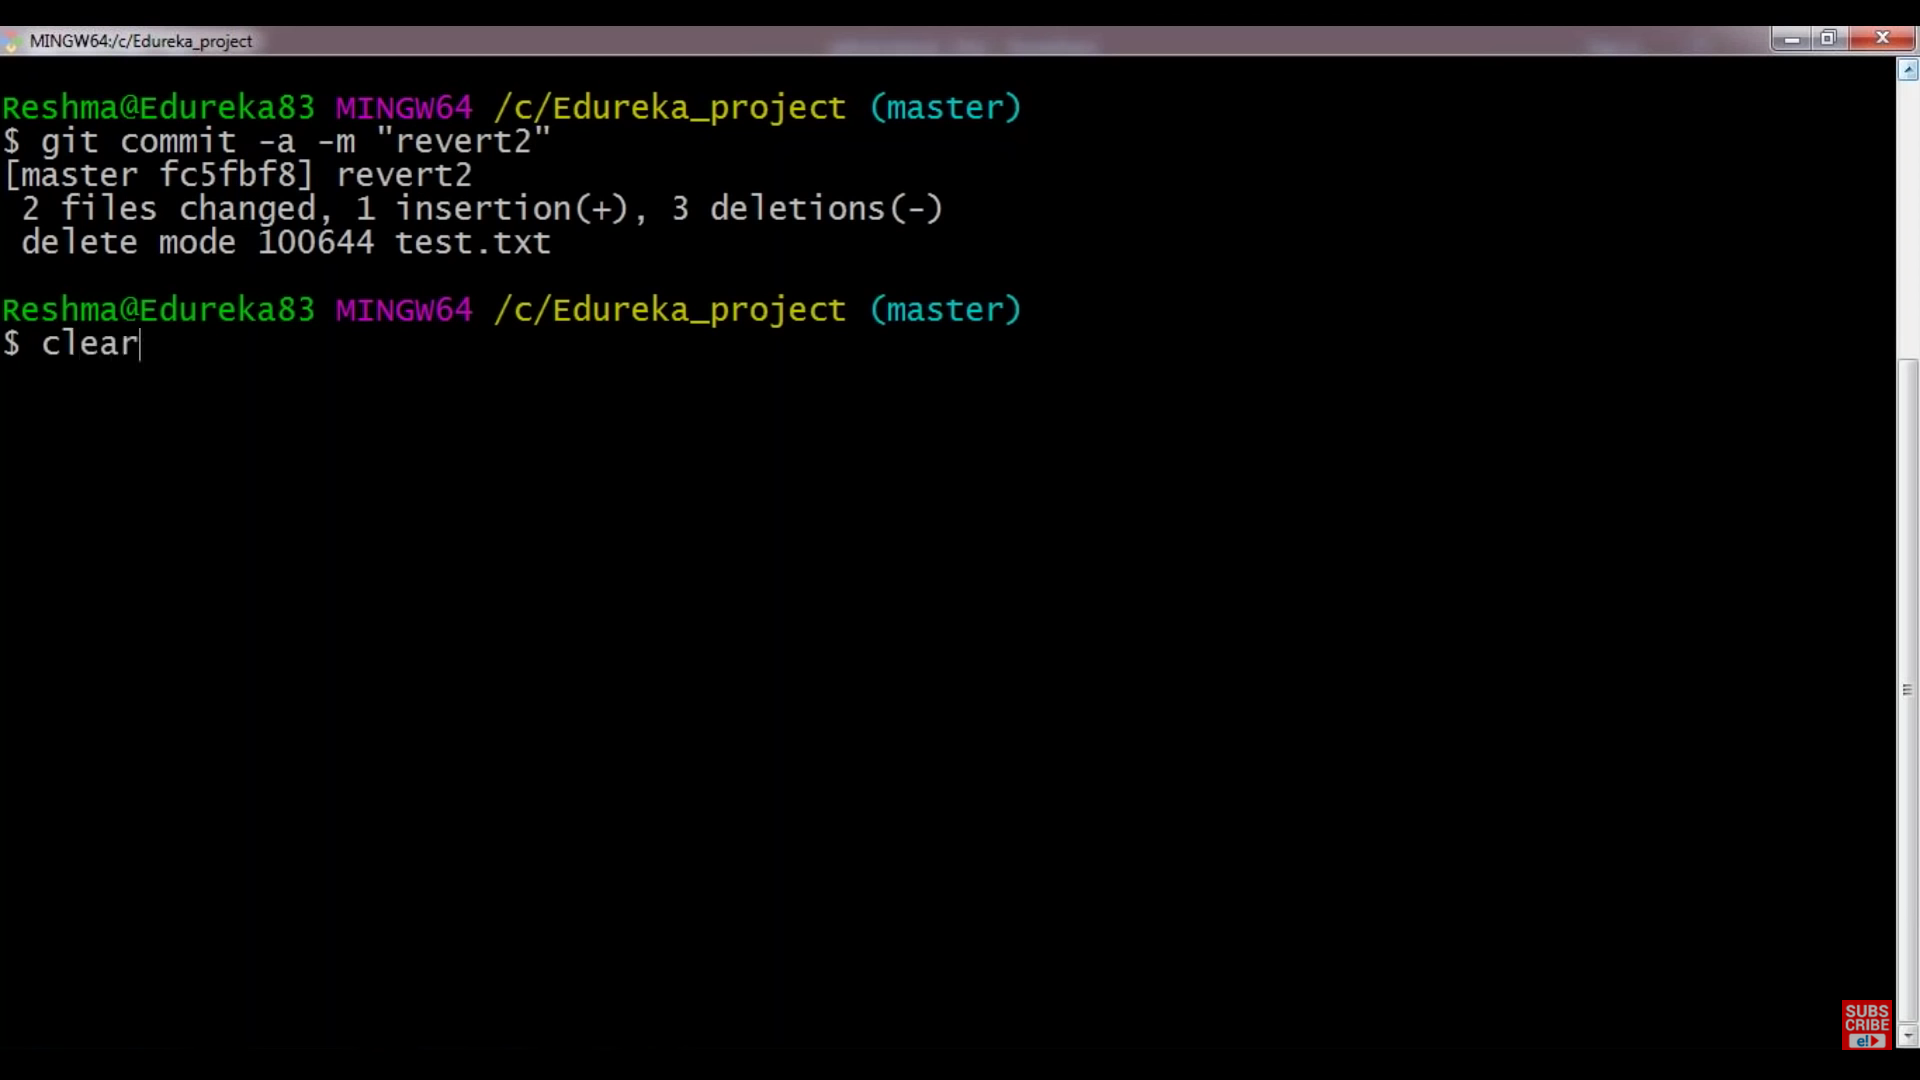 MINGW64:/c/Edureka_project
Reshma@Edureka83 MINGW64 /c/Edureka_project (master)
$ git commit -a -m "revert2"
[master fc5fbf8] revert2
 2 files changed, 1 insertion(+), 3 deletions(-)
 delete mode 100644 test.txt
Reshma@Edureka83 MINGW64 /c/Edureka_project (master)
$ clear
SUBS
CRIBE
e!